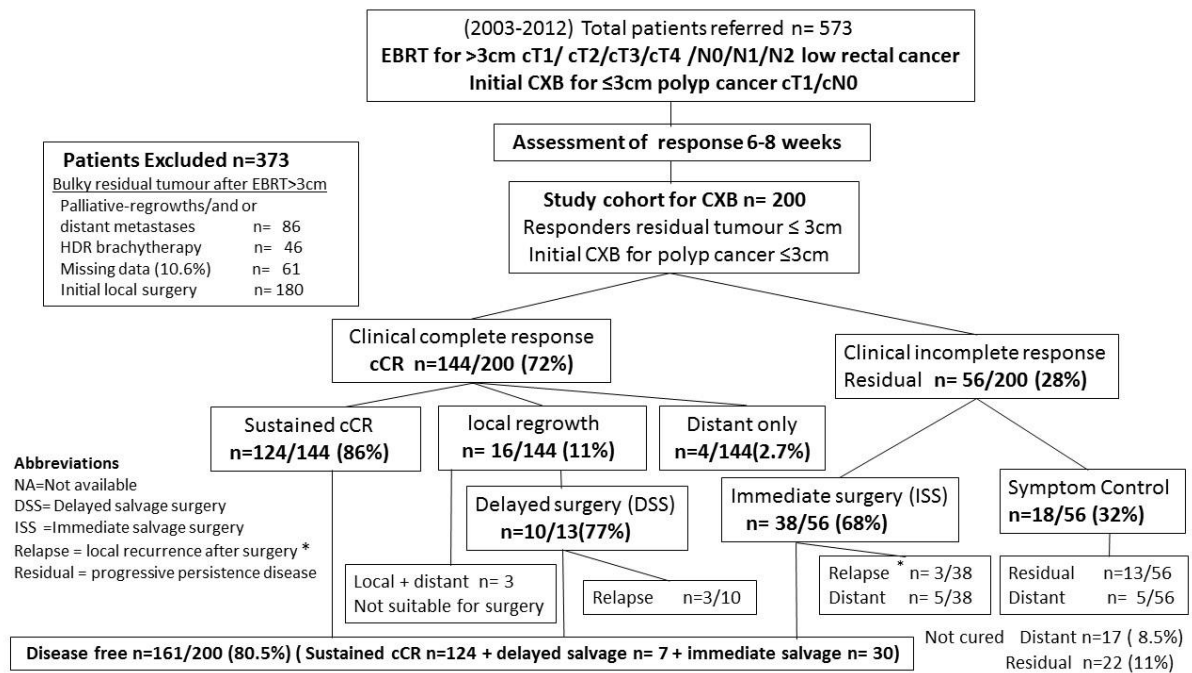 (2003-2012) Total patients referred n= 573
EBRT for >3cm cT1/ cT2/cT3/cT4 /N0/N1/N2 low rectal cancer
Initial CXB for ≤3cm polyp cancer cT1/cN0
Assessment of response 6-8 weeks
Patients Excluded n=373
Bulky residual tumour after EBRT>3cm
Palliative-regrowths/and or
distant metastases n= 86
HDR brachytherapy n= 46
Missing data (10.6%) n= 61
Initial local surgery n= 180
Study cohort for CXB n= 200
Responders residual tumour ≤ 3cm
Initial CXB for polyp cancer ≤3cm
Clinical complete response
cCR n=144/200 (72%)
Clinical incomplete response
Residual n= 56/200 (28%)
Sustained cCR
n=124/144 (86%)
local regrowth
n= 16/144 (11%)
Distant only
n=4/144(2.7%)
Abbreviations
NA=Not available
DSS= Delayed salvage surgery
ISS =Immediate salvage surgery
Relapse = local recurrence after surgery *
Residual = progressive persistence disease
Delayed surgery (DSS)
n=10/13(77%)
Immediate surgery (ISS)
n= 38/56 (68%)
Symptom Control
n=18/56 (32%)
Local + distant n= 3
Not suitable for surgery
Relapse n=3/10
Relapse * n= 3/38
Distant n= 5/38
Residual n=13/56
Distant n= 5/56
Disease free n=161/200 (80.5%) ( Sustained cCR n=124 + delayed salvage n= 7 + immediate salvage n= 30)
Not cured Distant n=17 ( 8.5%)
Residual n=22 (11%)